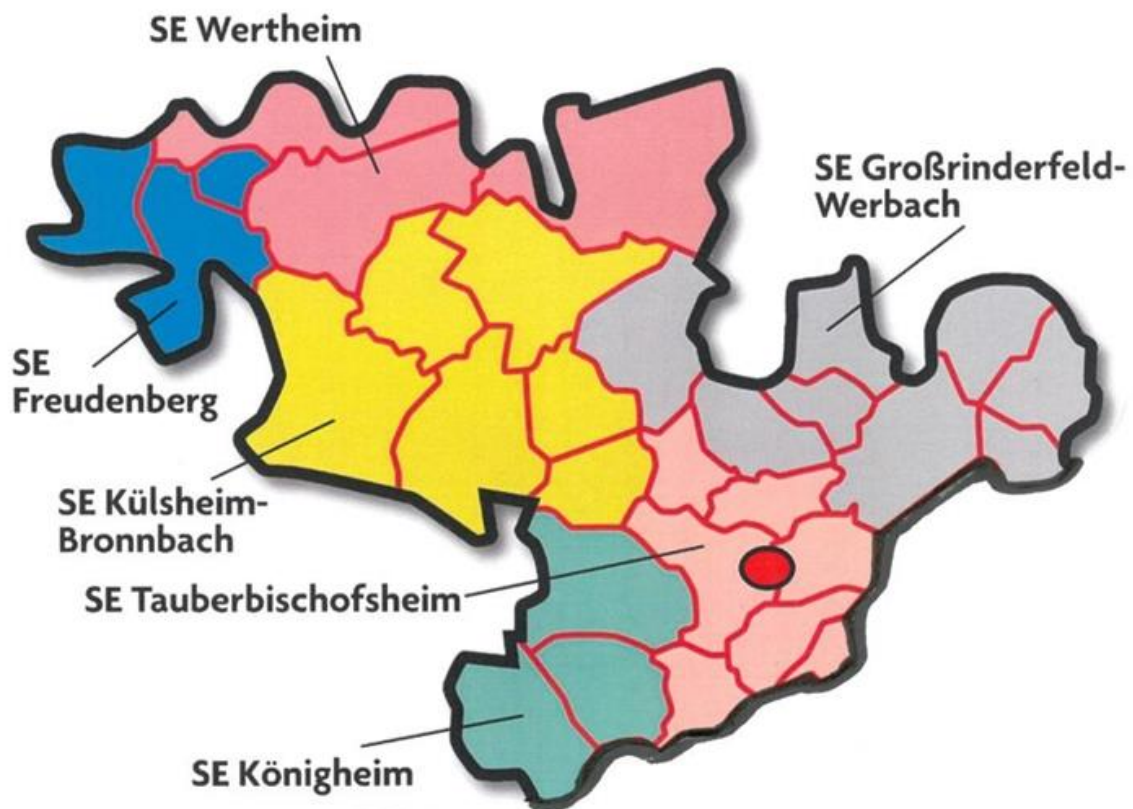 SE Wertheim
SE Großrinderfeld-
Werbach
SE
Freudenberg
SE Külsheim-
Bronnbach
SE Tauberbischofsheim
SE Königheim